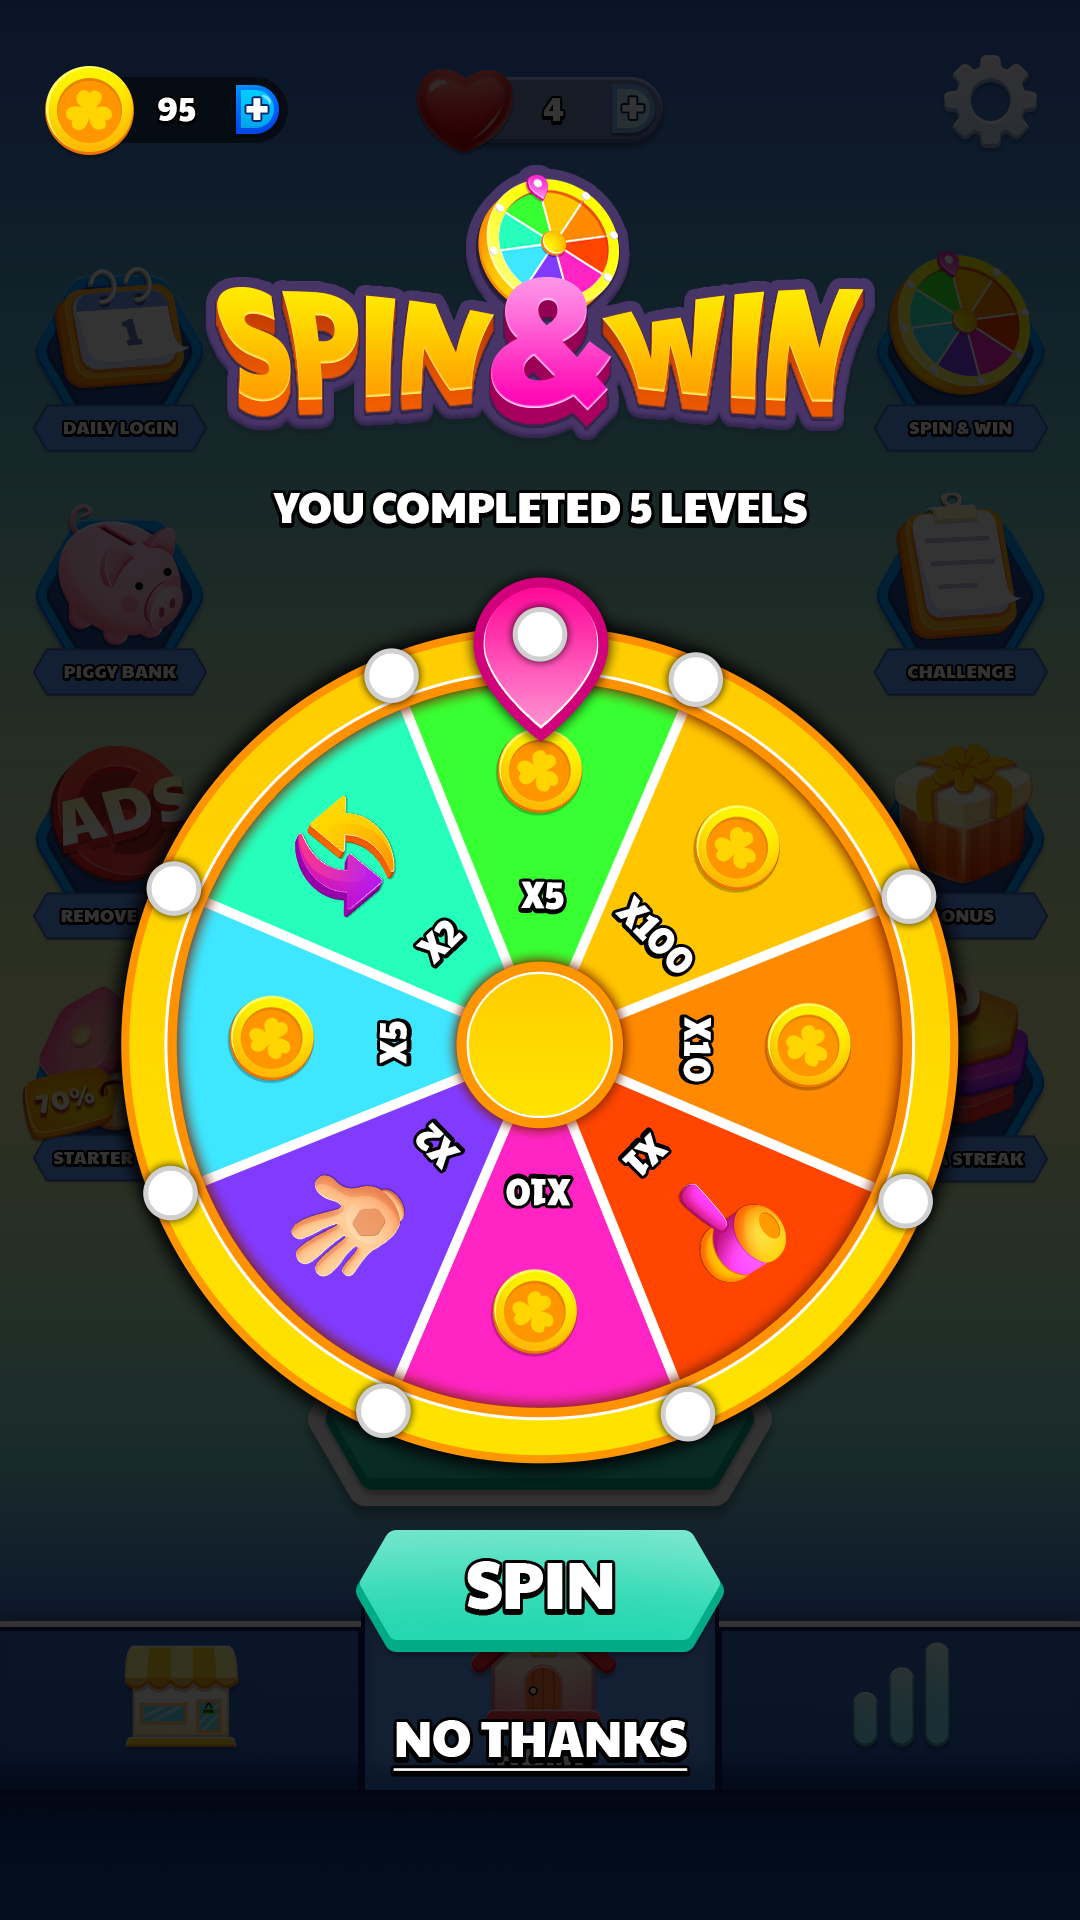 95
4
SPIN & WIN
1
DAILY LOGIN
SPIN & WIN
YOU COMPLETED 5 LEVELS
PIGGY BANK
CHALLENGE
ADS
REMOVE
ONUS
X5
X100
X2
X5
X10
70%
STARTER
STREAK
X2
X1
X10
SPIN
NO THANKS